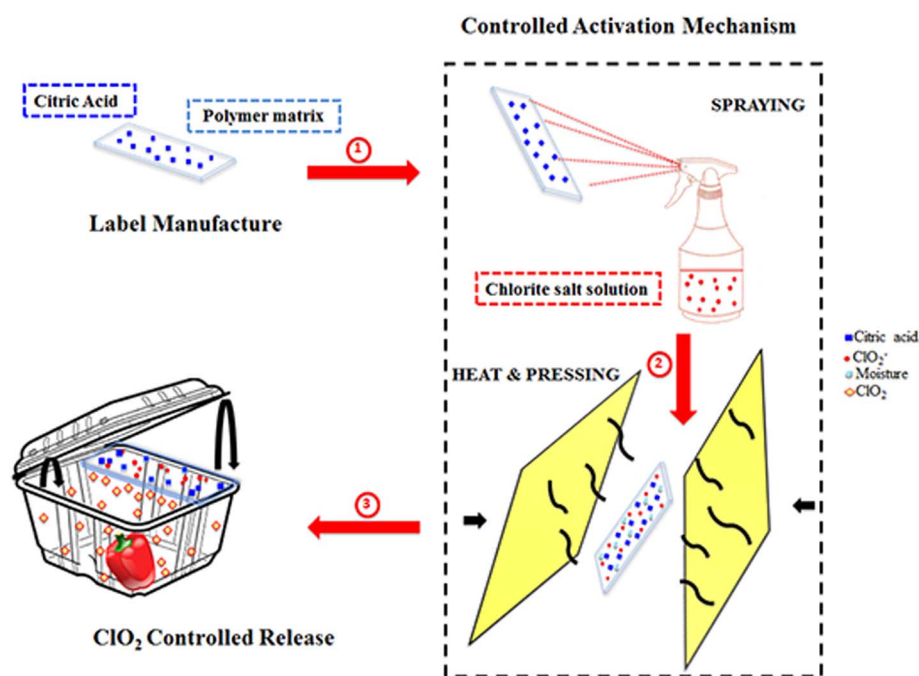 Controlled Activation Mechanism
Citric Acid
Polymer matrix
1
Label Manufacture
SPRAYING
Chlorite salt solution
2
HEAT & PRESSING
Citric acid
ClO₂⁻
Moisture
ClO₂
3
ClO₂ Controlled Release